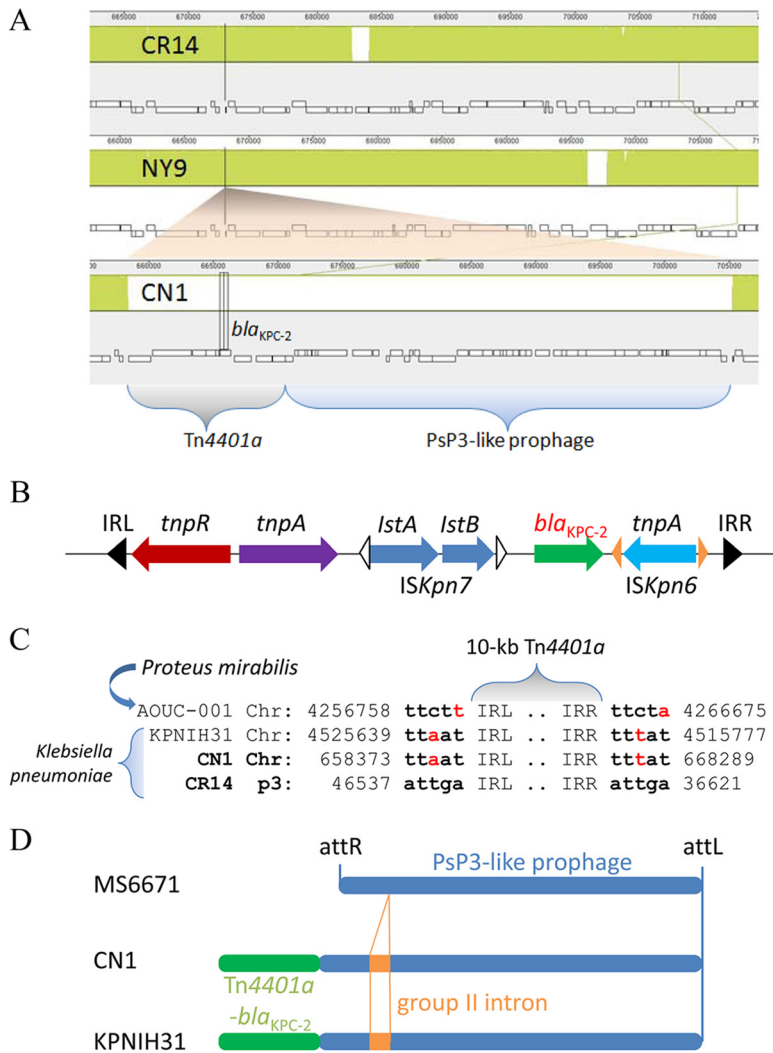 A
665000 670000 675000 680000 685000 690000 695000 700000 705000 710000
CR14
660000 665000 670000 675000 680000 685000 690000 695000 700000 705000
NY9
660000 665000 670000 675000 680000 685000 690000 695000 700000 705000
CN1
blaKPC-2
Tn4401a PsP3-like prophage
B
IRL tnpR tnpA IstA IstB blaKPC-2 tnpA IRR
ISKpn7 ISKpn6
C
10-kb Tn4401a
Proteus mirabilis
AOUC-001 Chr: 4256758 ttctt IRL .. IRR ttcta 4266675
KPNIH31 Chr: 4525639 ttaat IRL .. IRR tttat 4515777
Klebsiella pneumoniae
CN1 Chr: 658373 ttaat IRL .. IRR tttat 668289
CR14 p3: 46537 attga IRL .. IRR attga 36621
D
attR attL
PsP3-like prophage
MS6671
CN1
Tn4401a
-blaKPC-2
group II intron
KPNIH31